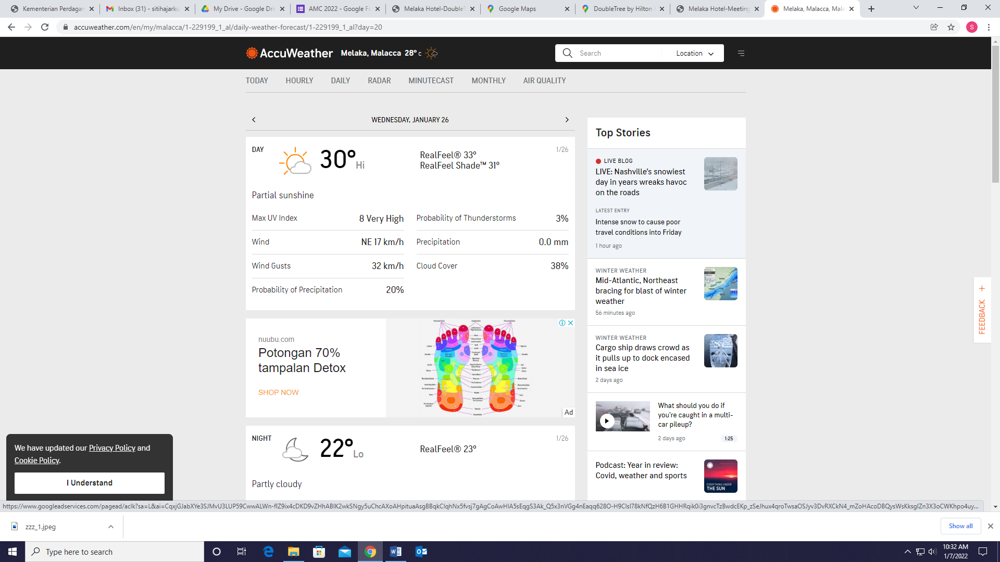 Kementerian Perdagan
Inbox (31) - sitihajarku
My Drive - Google Dri
AMC 2022 - Google Fo
Melaka Hotel-DoubleT
Google Maps
DoubleTree by Hilton
Melaka Hotel-Meeting
Melaka, Malacca, Mala
accuweather.com/en/my/malacca/1-229199_1_al/daily-weather-forecast/1-229199_1_al?day=20
S
AccuWeather
Melaka, Malacca 28° C
Search
Location
TODAY
HOURLY
DAILY
RADAR
MINUTECAST
MONTHLY
AIR QUALITY
WEDNESDAY, JANUARY 26
DAY
1/26
30° Hi
RealFeel® 33°
RealFeel Shade™ 31°
Partial sunshine
Max UV Index 8 Very High
Probability of Thunderstorms 3%
Wind NE 17 km/h
Precipitation 0.0 mm
Wind Gusts 32 km/h
Cloud Cover 38%
Probability of Precipitation 20%
nuubu.com
Potongan 70%
tampalan Detox
SHOP NOW
Ad
NIGHT
1/26
22° Lo
RealFeel® 23°
Partly cloudy
Top Stories
LIVE BLOG
LIVE: Nashville's snowiest
day in years wreaks havoc
on the roads
LATEST ENTRY
Intense snow to cause poor
travel conditions into Friday
1 hour ago
WINTER WEATHER
Mid-Atlantic, Northeast
bracing for blast of winter
weather
56 minutes ago
WINTER WEATHER
Cargo ship draws crowd as
it pulls up to dock encased
in sea ice
2 days ago
What should you do if
you're caught in a multi-
car pileup?
2 days ago
1:25
Podcast: Year in review:
Covid, weather and sports
EVERYTHING UNDER
THE SUN
FEEDBACK
We have updated our Privacy Policy and
Cookie Policy.
I Understand
zzz_1.jpeg
Show all
Type here to search
10:32 AM
1/7/2022